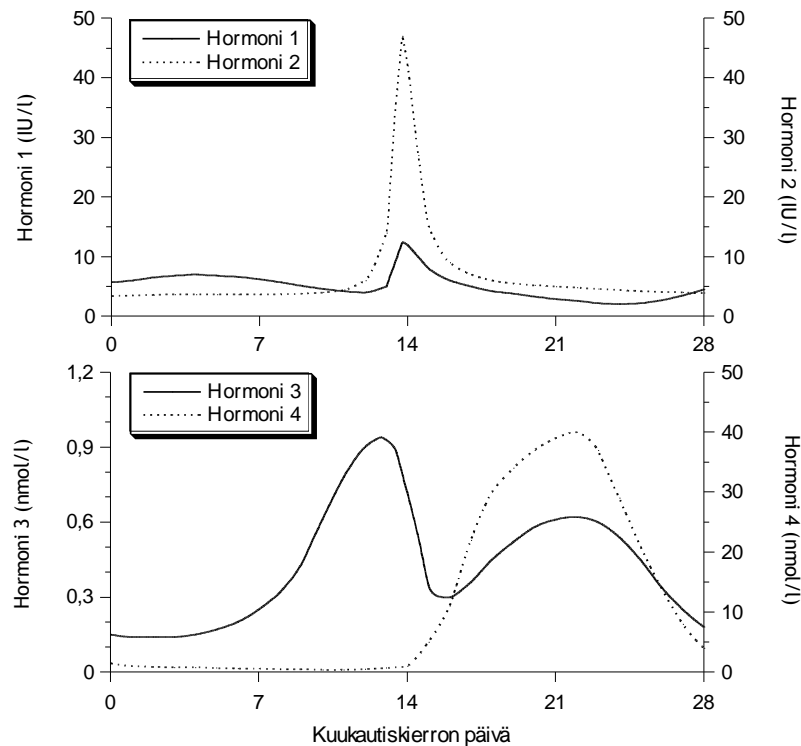 Hormoni 1
Hormoni 2
Hormoni 1 (IU/l)
Hormoni 2 (IU/l)
50
40
30
20
10
0
50
40
30
20
10
0
0 7 14 21 28
Hormoni 3
Hormoni 4
Hormoni 3 (nmol/l)
Hormoni 4 (nmol/l)
1,2
0,9
0,6
0,3
0
50
40
30
20
10
0
0 7 14 21 28
Kuukautiskierron päivä